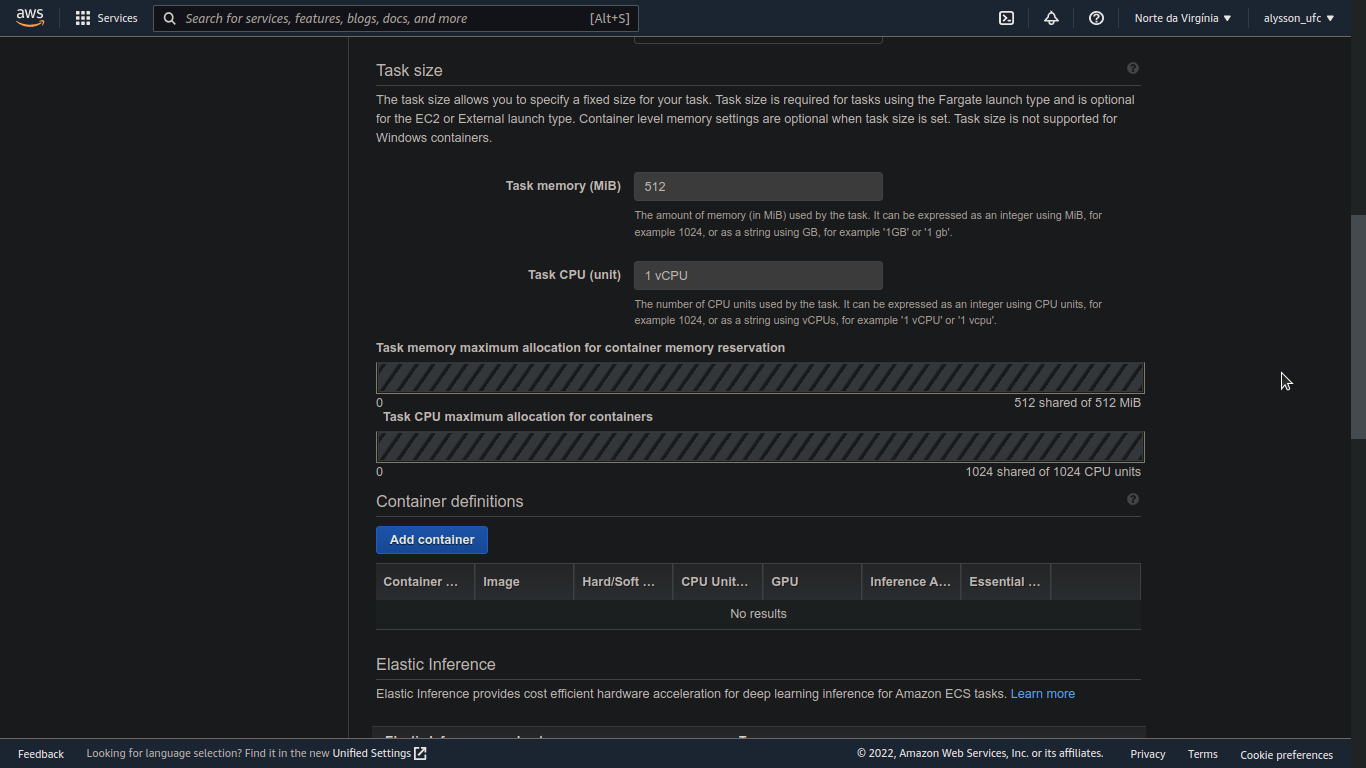 aws
Services
Search for services, features, blogs, docs, and more
[Alt+S]
Norte da Virgínia
alysson_ufc
Task size
The task size allows you to specify a fixed size for your task. Task size is required for tasks using the Fargate launch type and is optional
for the EC2 or External launch type. Container level memory settings are optional when task size is set. Task size is not supported for
Windows containers.
Task memory (MiB)
512
The amount of memory (in MiB) used by the task. It can be expressed as an integer using MiB, for
example 1024, or as a string using GB, for example '1GB' or '1 gb'.
Task CPU (unit)
1 vCPU
The number of CPU units used by the task. It can be expressed as an integer using CPU units, for
example 1024, or as a string using vCPUs, for example '1 vCPU' or '1 vcpu'.
Task memory maximum allocation for container memory reservation
0
512 shared of 512 MiB
Task CPU maximum allocation for containers
0
1024 shared of 1024 CPU units
Container definitions
Add container
Container ...
Image
Hard/Soft ...
CPU Unit...
GPU
Inference A...
Essential ...
No results
Elastic Inference
Elastic Inference provides cost efficient hardware acceleration for deep learning inference for Amazon ECS tasks. Learn more
Feedback
Looking for language selection? Find it in the new Unified Settings
© 2022, Amazon Web Services, Inc. or its affiliates.
Privacy
Terms
Cookie preferences